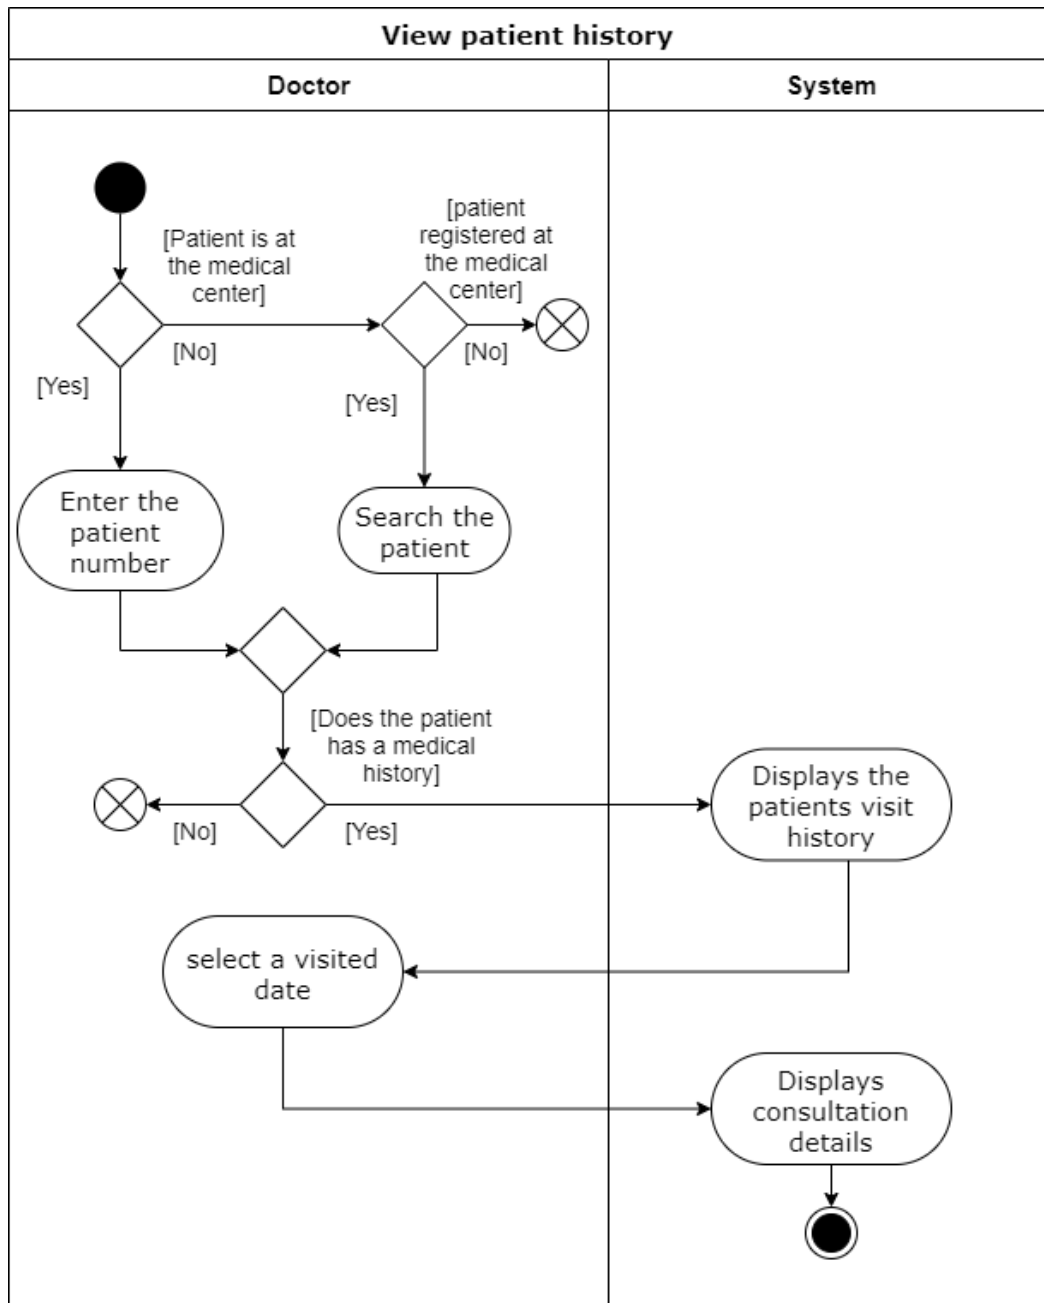 View patient history
Doctor
System
[Patient is at
the medical
center]
[patient
registered at
the medical
center]
[No]
[No]
[Yes]
[Yes]
Enter the
patient
number
Search the
patient
[Does the patient
has a medical
history]
[No]
[Yes]
Displays the
patients visit
history
select a visited
date
Displays
consultation
details